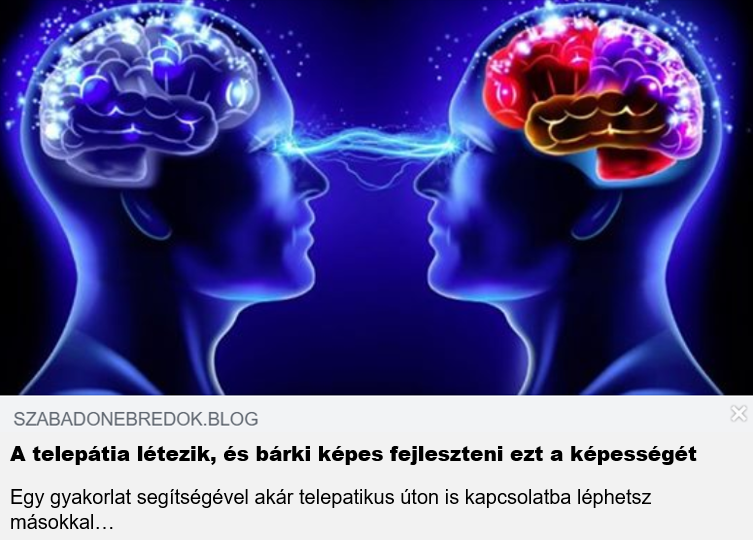 SZABADONEBREDOK.BLOG
A telepátia létezik, és bárki képes fejleszteni ezt a képességét
Egy gyakorlat segítségével akár telepatikus úton is kapcsolatba léphetsz
másokkal…